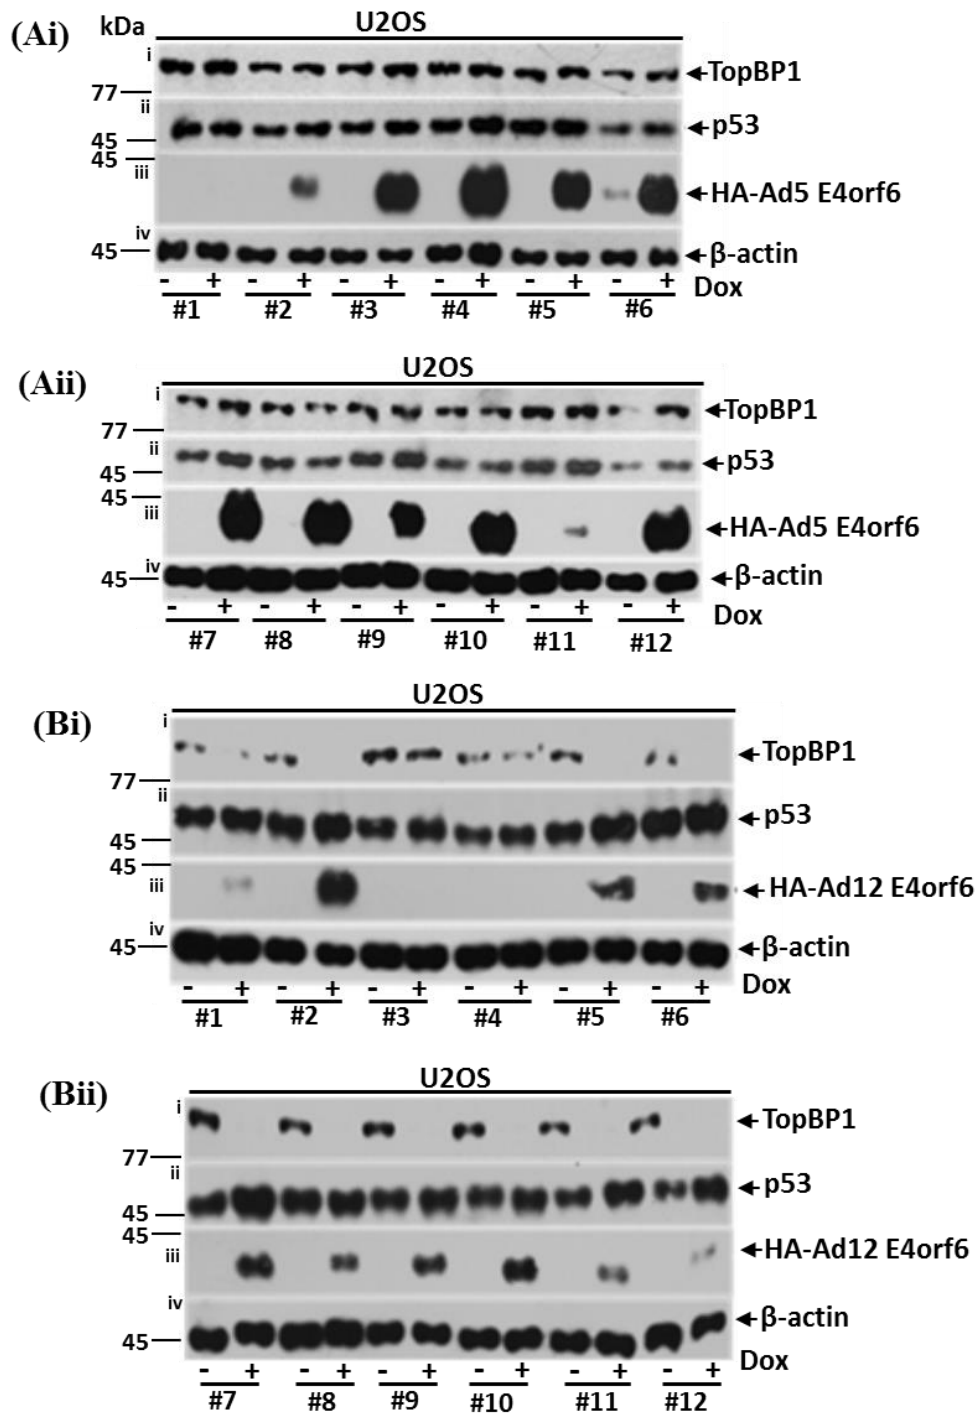 (Ai)
kDa
U2OS
i
TopBP1
77
ii
p53
45
45
iii
HA-Ad5 E4orf6
iv
45
β-actin
- + - + - + - + - + - +
Dox
#1 #2 #3 #4 #5 #6
(Aii)
U2OS
i
TopBP1
77
ii
p53
45
45
iii
HA-Ad5 E4orf6
iv
45
β-actin
- + - + - + - + - + - +
Dox
#7 #8 #9 #10 #11 #12
(Bi)
U2OS
i
TopBP1
77
ii
p53
45
45
iii
HA-Ad12 E4orf6
iv
45
β-actin
- + - + - + - + - + - +
Dox
#1 #2 #3 #4 #5 #6
(Bii)
U2OS
i
TopBP1
77
ii
p53
45
45
iii
HA-Ad12 E4orf6
iv
β-actin
45
- + - + - + - + - + - +
Dox
#7 #8 #9 #10 #11 #12